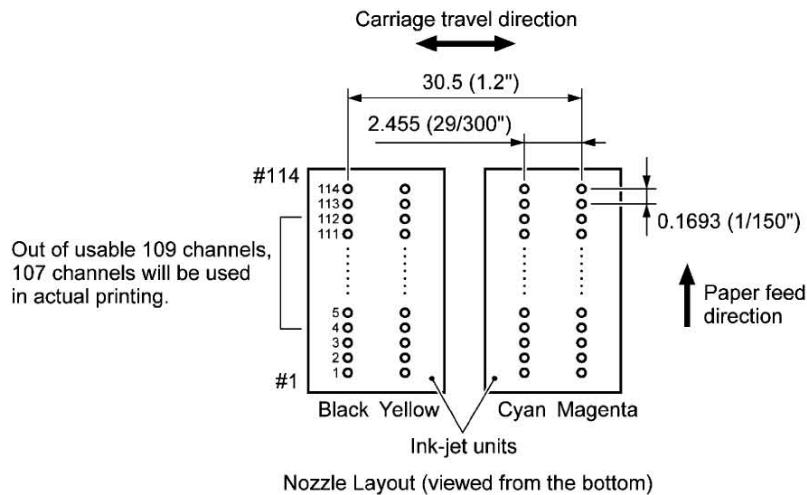 Carriage travel direction
30.5 (1.2")
2.455 (29/300")
#114
114
113
112
111
0.1693 (1/150")
Out of usable 109 channels,
107 channels will be used
in actual printing.
Paper feed
direction
5
4
3
2
1
#1
Black Yellow Cyan Magenta
Ink-jet units
Nozzle Layout (viewed from the bottom)